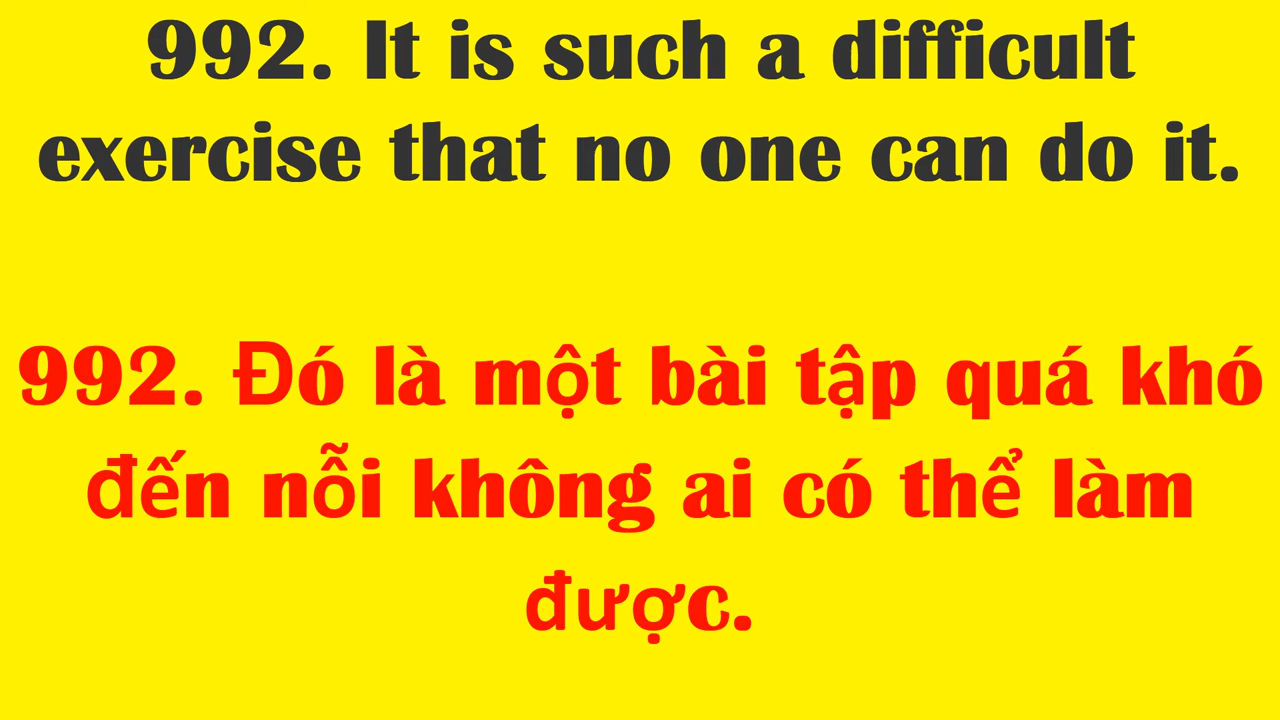 992. It is such a difficult
exercise that no one can do it.
992. Đó là một bài tập quá khó
đến nỗi không ai có thể làm
được.